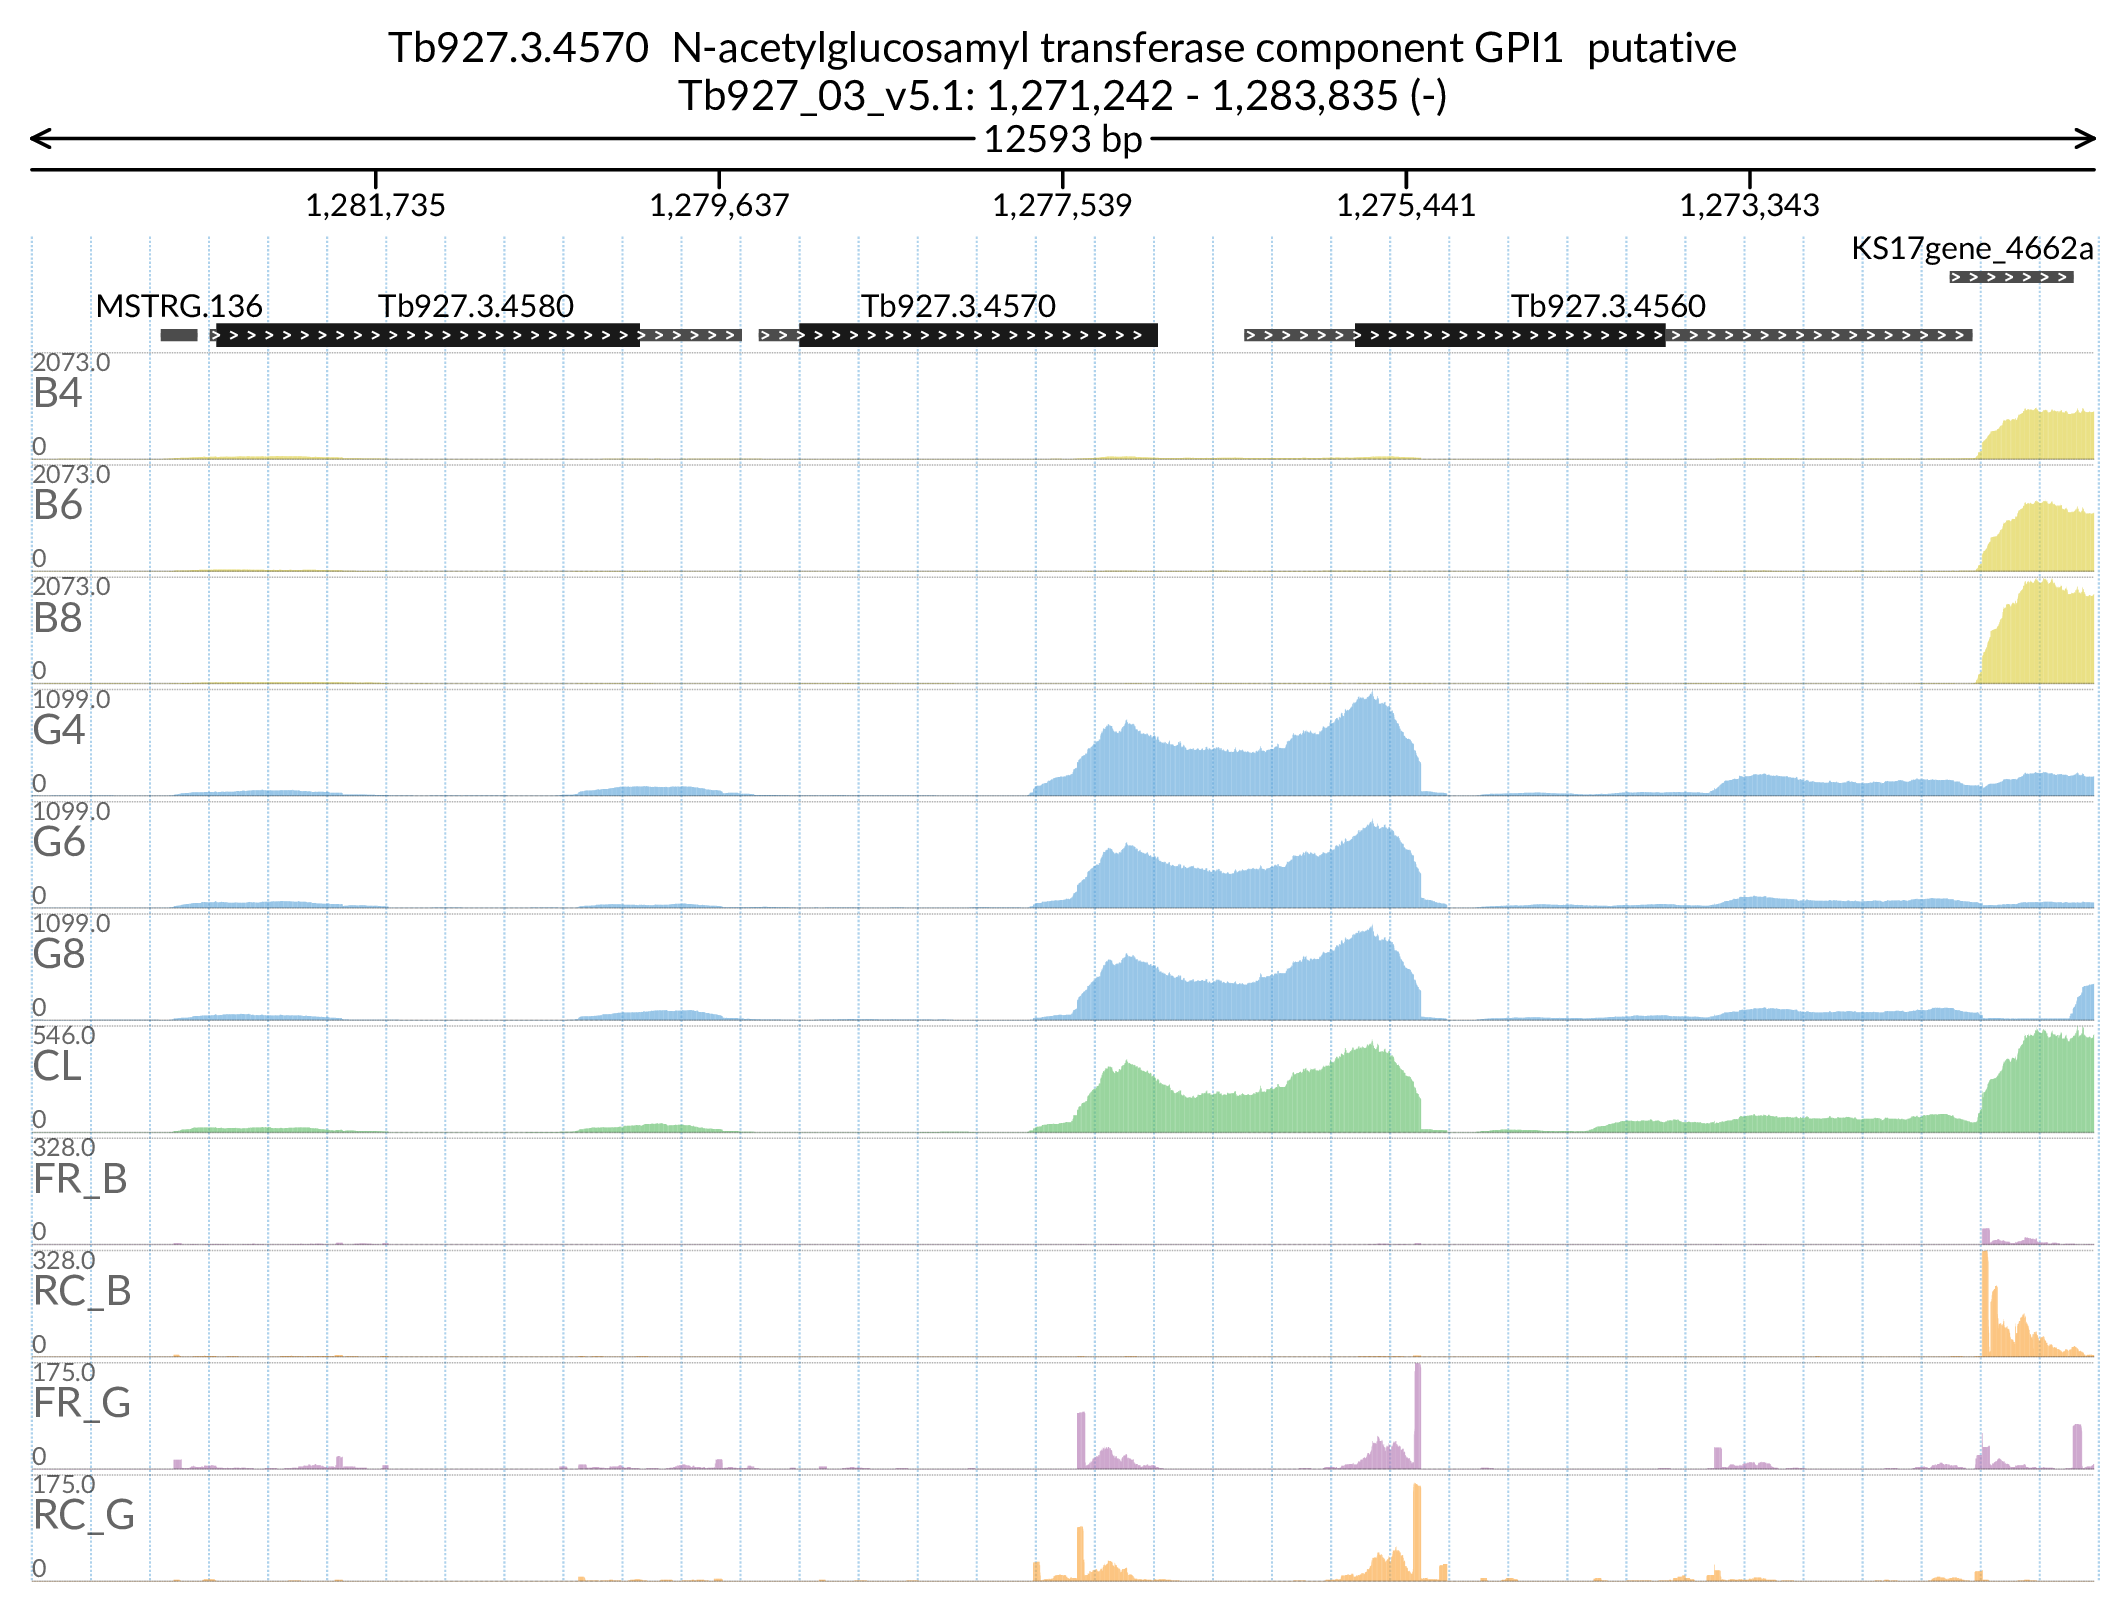 Tb927.3.4570  N-acetylglucosamyl transferase component GPI1  putative
Tb927_03_v5.1: 1,271,242 - 1,283,835 (-)
12593 bp
1,281,735 1,279,637 1,277,539 1,275,441 1,273,343
KS17gene_4662a
MSTRG.136 Tb927.3.4580 Tb927.3.4570 Tb927.3.4560
2073.0
B4
0
2073.0
B6
0
2073.0
B8
0
1099.0
G4
0
1099.0
G6
0
1099.0
G8
0
546.0
CL
0
328.0
FR_B
0
328.0
RC_B
0
175.0
FR_G
0
175.0
RC_G
0